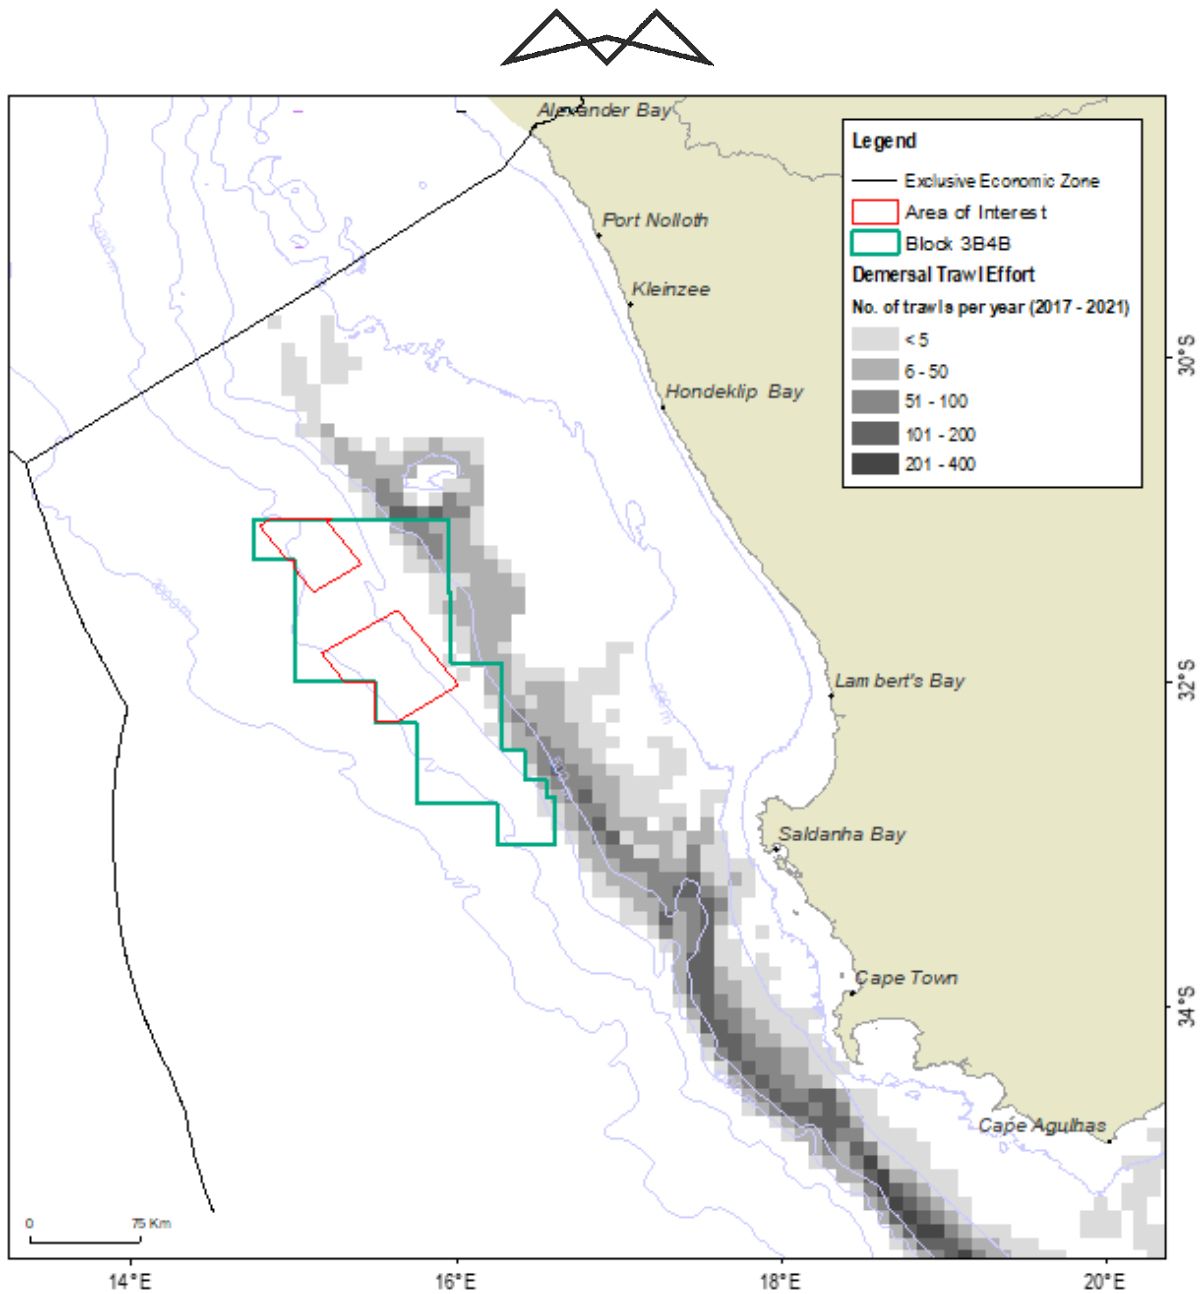 Alexander Bay
Legend
Exclusive Economic Zone
Area of Interest
Block 3B4B
Demersal Trawl Effort
No. of trawls per year (2017 - 2021)
< 5
6 - 50
51 - 100
101 - 200
201 - 400
Port Nolloth
Kleinzee
Hondeklip Bay
Lambert's Bay
Saldanha Bay
Cape Town
Cape Agulhas
200 m
30°S
32°S
34°S
0
75 Km
14°E
16°E
18°E
20°E